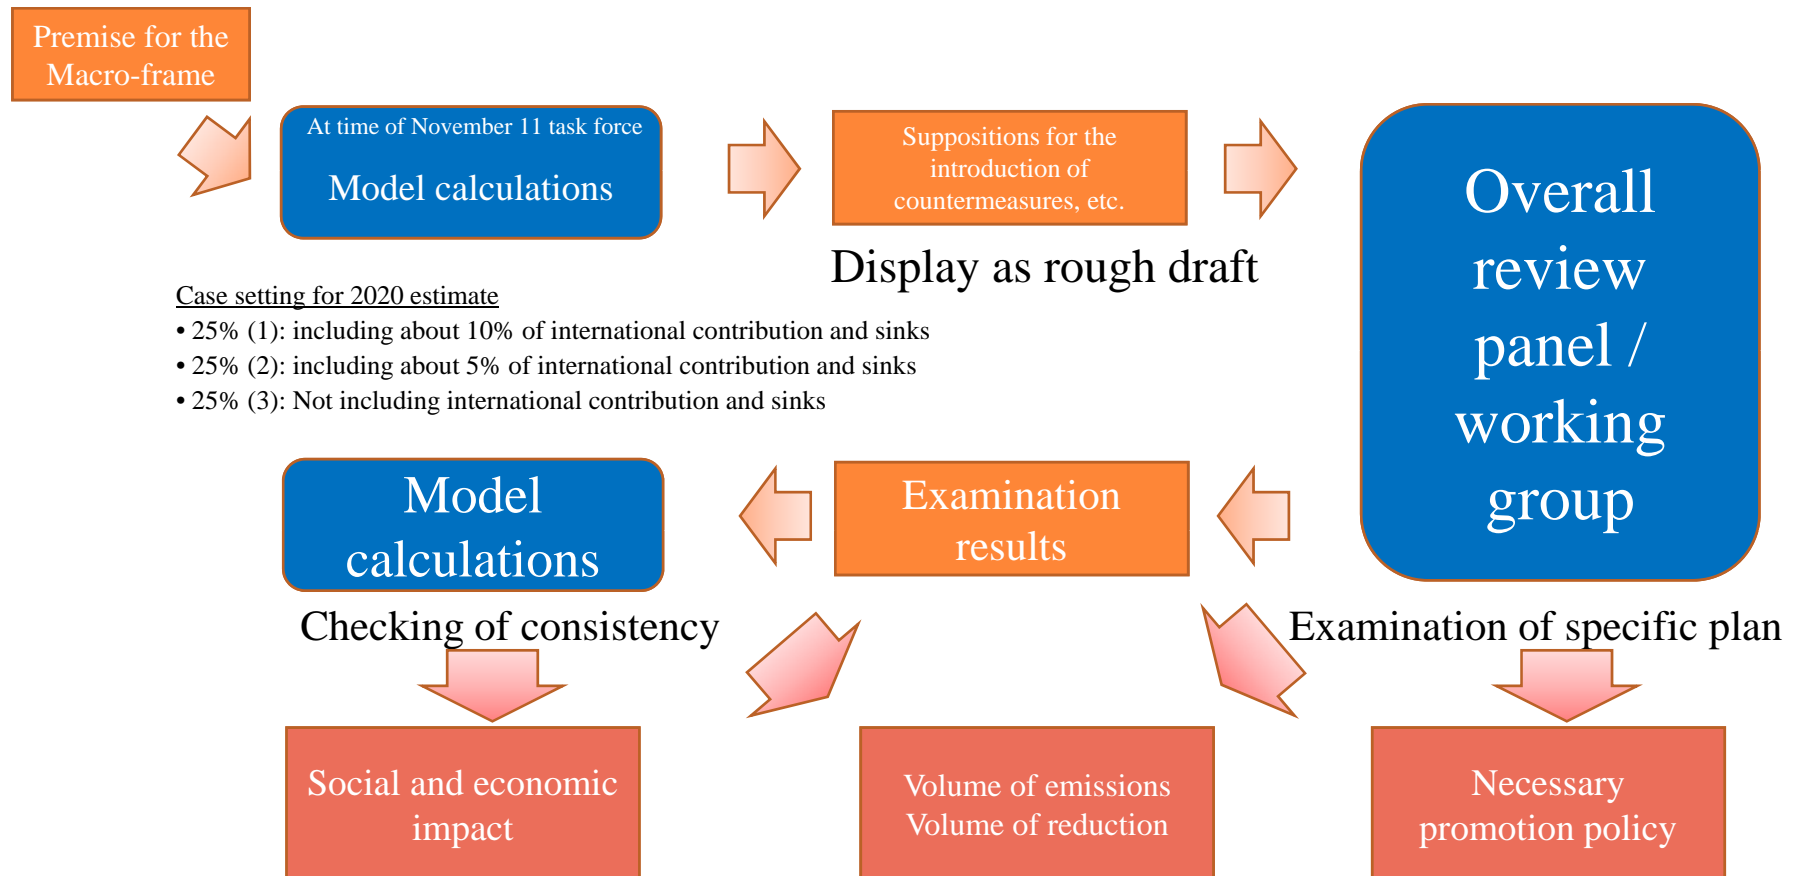 Premise for the
Macro-frame
At time of November 11 task force
Model calculations
Suppositions for the
introduction of
countermeasures, etc.
Display as rough draft
Overall
review
panel /
working
group
Case setting for 2020 estimate
• 25% (1): including about 10% of international contribution and sinks
• 25% (2): including about 5% of international contribution and sinks
• 25% (3): Not including international contribution and sinks
Model
calculations
Checking of consistency
Examination
results
Examination of specific plan
Social and economic
impact
Volume of emissions
Volume of reduction
Necessary
promotion policy